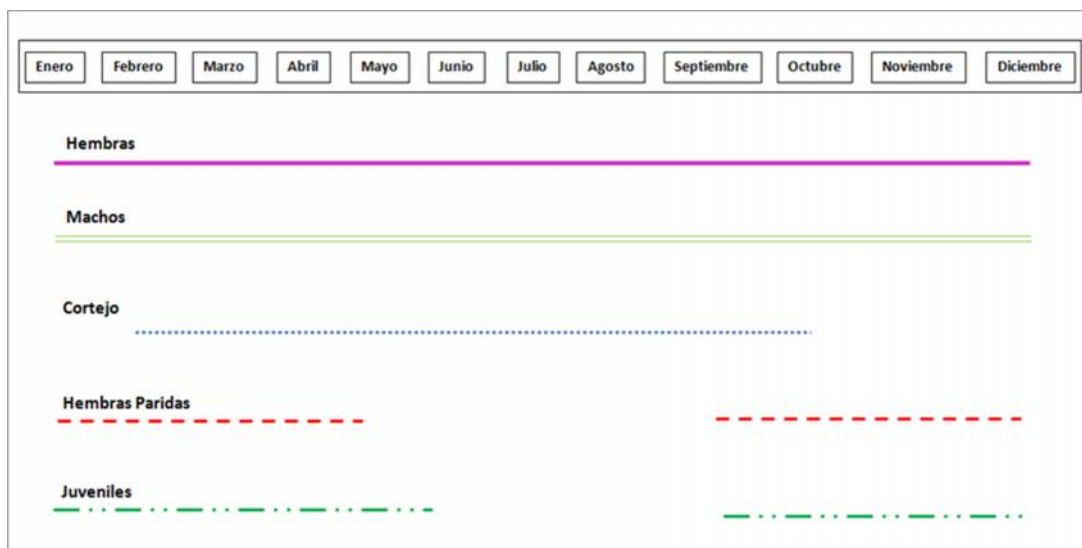 Enero Febrero Marzo Abril Mayo Junio Julio Agosto Septiembre Octubre Noviembre Diciembre
Hembras
Machos
Cortejo
Hembras Paridas
Juveniles